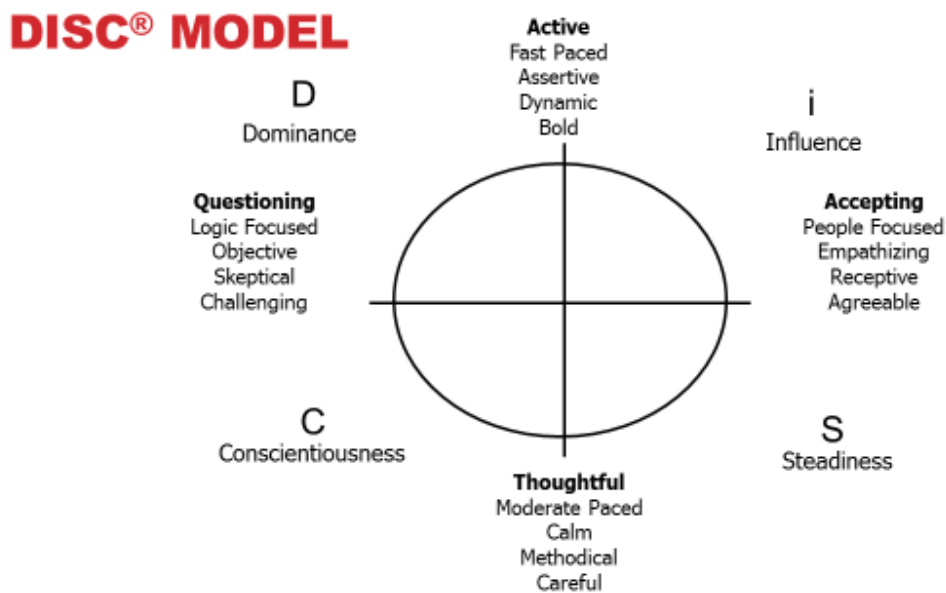 DISC® MODEL
Active
Fast Paced
Assertive
Dynamic
Bold
D
Dominance
i
Influence
Questioning
Logic Focused
Objective
Skeptical
Challenging
Accepting
People Focused
Empathizing
Receptive
Agreeable
C
Conscientiousness
S
Steadiness
Thoughtful
Moderate Paced
Calm
Methodical
Careful